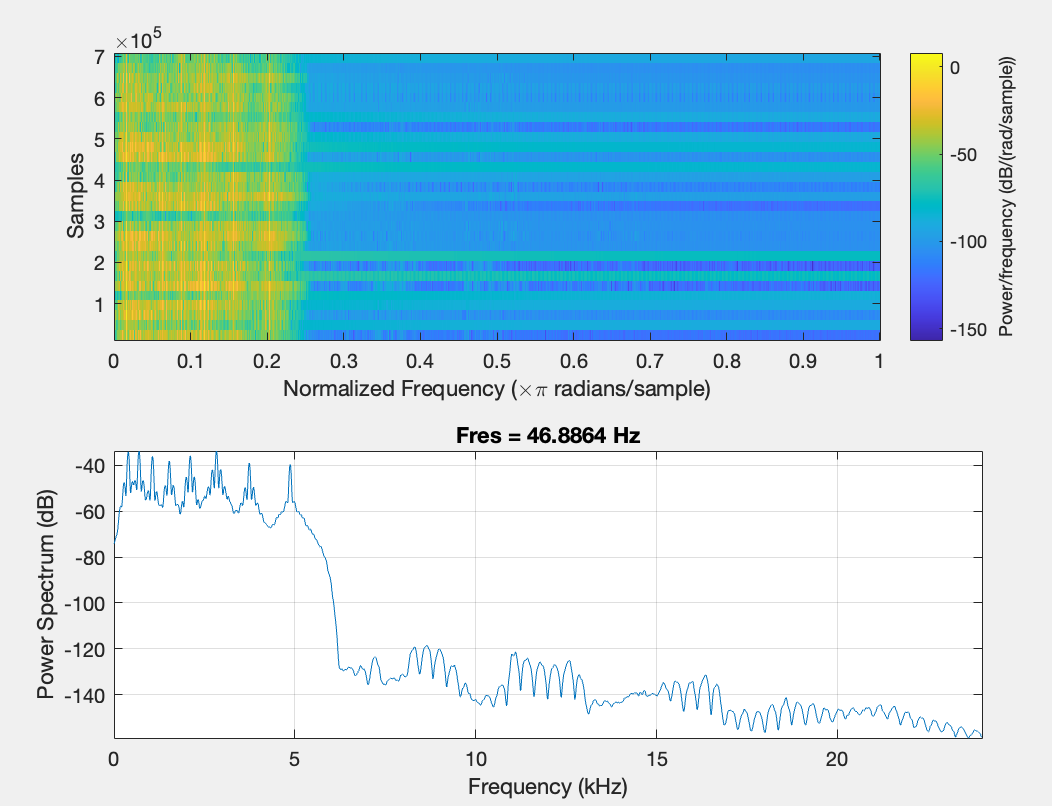 ×10⁵
7
6
5
4
3
2
1
Samples
0 0.1 0.2 0.3 0.4 0.5 0.6 0.7 0.8 0.9 1
Normalized Frequency (×π radians/sample)
0
-50
-100
-150
Power/frequency (dB/(rad/sample))
Fres = 46.8864 Hz
-40
-60
-80
-100
-120
-140
Power Spectrum (dB)
0 5 10 15 20
Frequency (kHz)